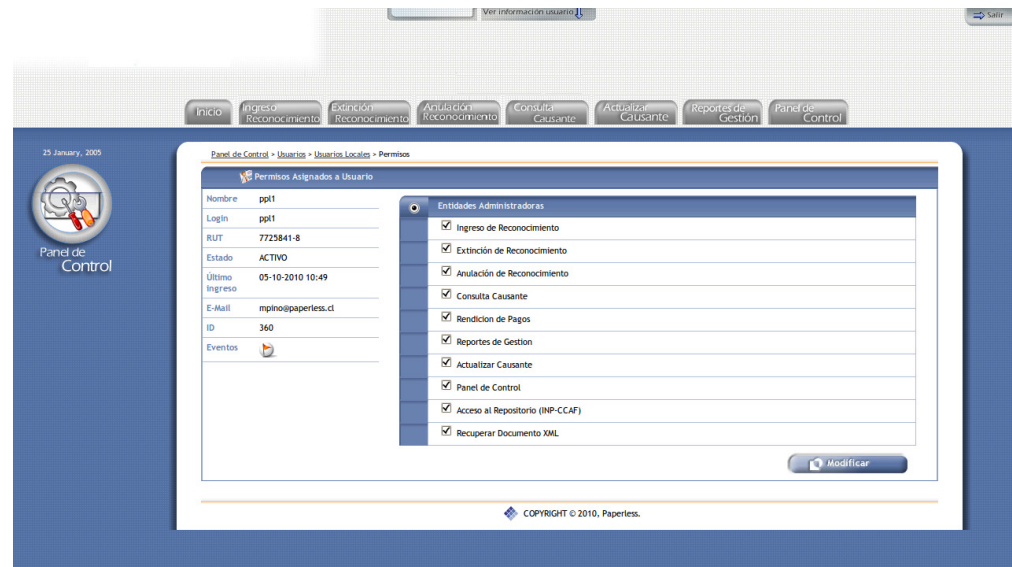 Ver información usuario
Salir
Inicio
Ingreso
Reconocimiento
Extinción
Reconocimiento
Anulación
Reconocimiento
Consulta
Causante
Actualizar
Causante
Reportes de
Gestión
Panel de
Control
25 January, 2005
Panel de
Control
Panel de Control » Usuarios » Usuarios Locales » Permisos
Permisos Asignados a Usuario
Nombre ppl1
Login ppl1
RUT 7725841-8
Estado ACTIVO
Último
ingreso 05-10-2010 10:49
E-Mail mpino@paperless.cl
ID 360
Eventos
Entidades Administradoras
Ingreso de Reconocimiento
Extinción de Reconocimiento
Anulación de Reconocimiento
Consulta Causante
Rendicion de Pagos
Reportes de Gestion
Actualizar Causante
Panel de Control
Acceso al Repositorio (INP-CCAF)
Recuperar Documento XML
Modificar
COPYRIGHT © 2010, Paperless.